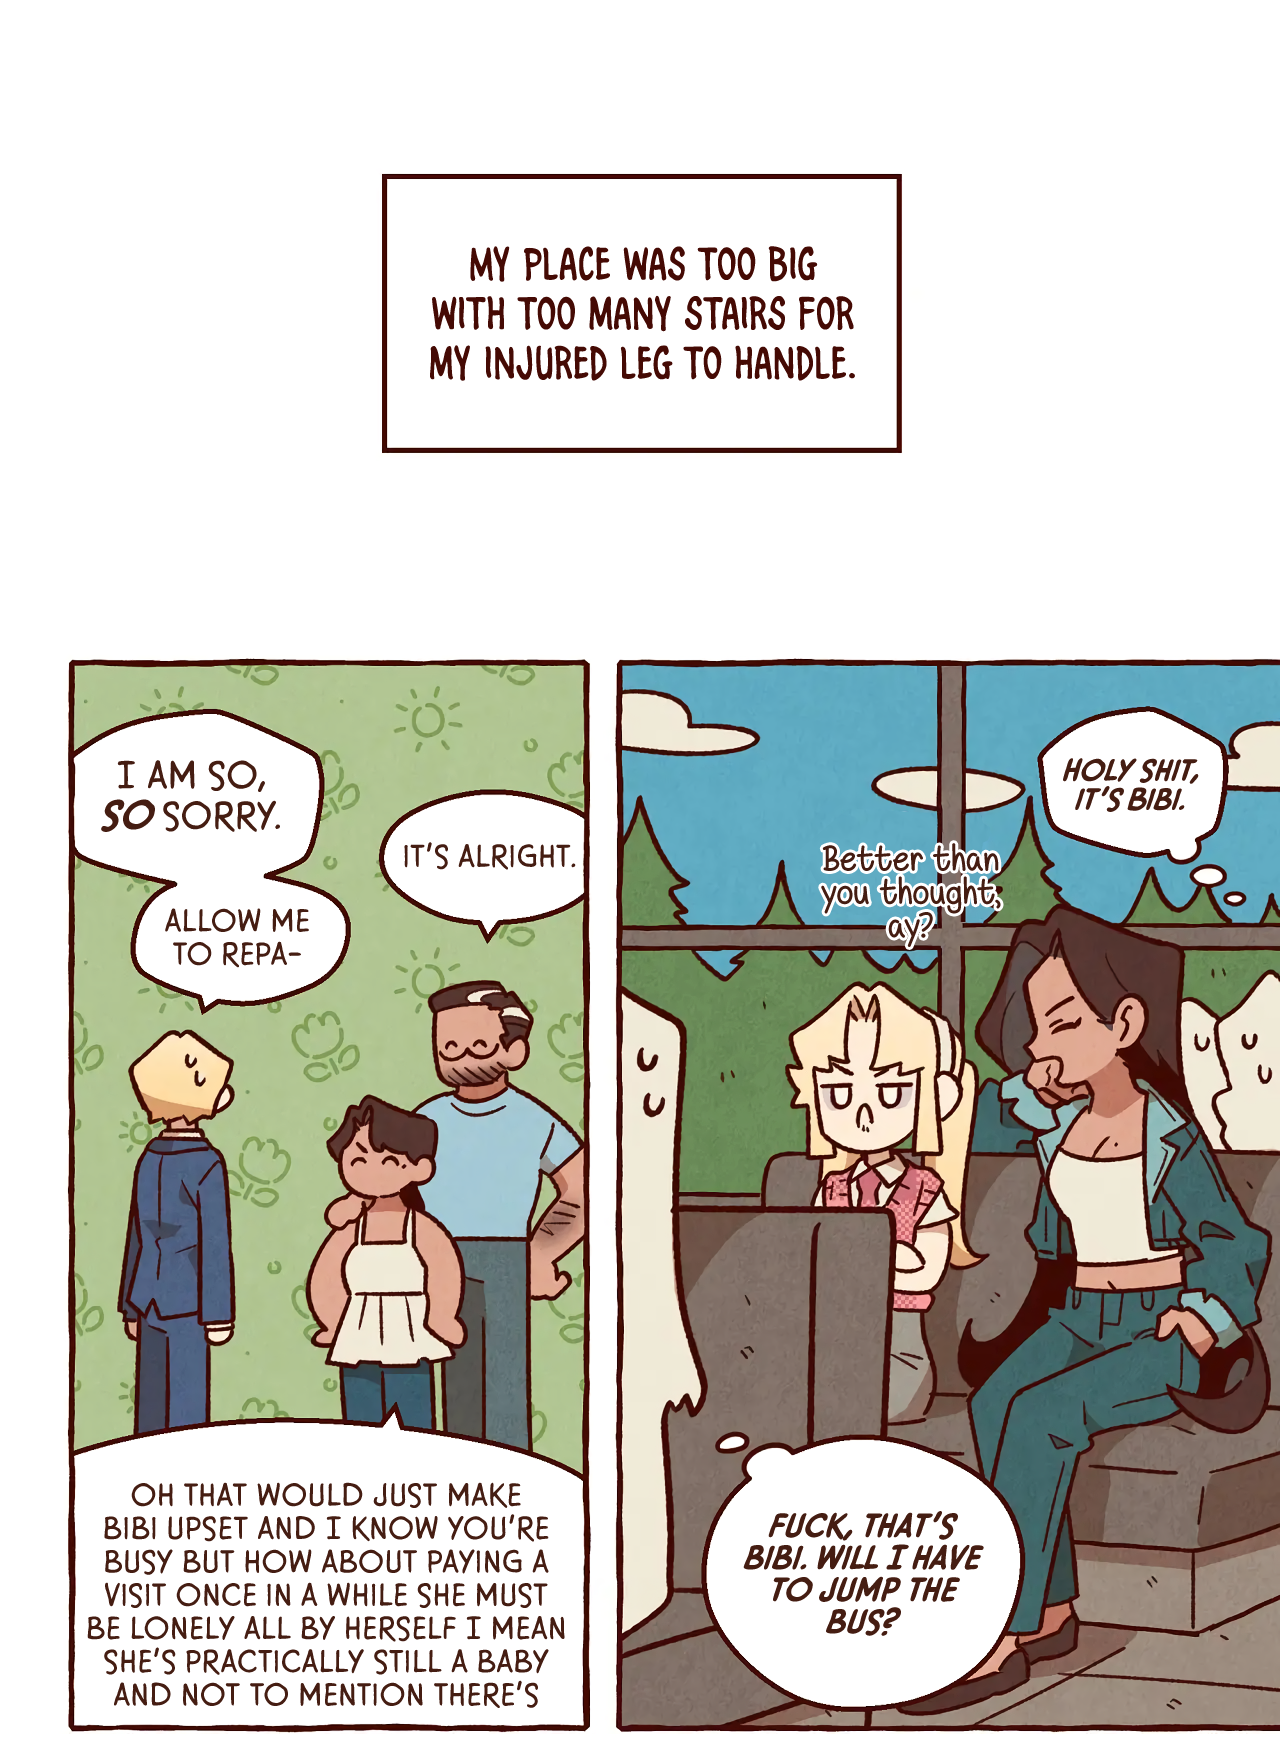 MY PLACE WAS TOO BIG
WITH TOO MANY STAIRS FOR
MY INJURED LEG TO HANDLE.
I AM SO,
SO SORRY.
IT'S ALRIGHT.
ALLOW ME
TO REPA-
OH THAT WOULD JUST MAKE
BIBI UPSET AND I KNOW YOU'RE
BUSY BUT HOW ABOUT PAYING A
VISIT ONCE IN A WHILE SHE MUST
BE LONELY ALL BY HERSELF I MEAN
SHE'S PRACTICALLY STILL A BABY
AND NOT TO MENTION THERE'S
HOLY SHIT,
IT'S BIBI.
Better than
you thought,
ay?
FUCK, THAT'S
BIBI. WILL I HAVE
TO JUMP THE
BUS?